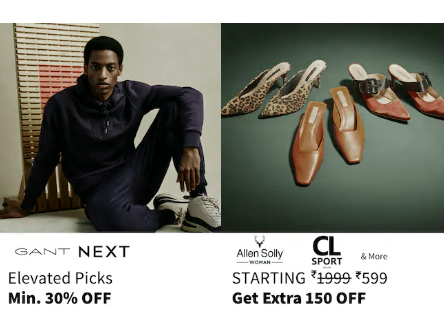 GANT NEXT
Elevated Picks
Min. 30% OFF
Allen Solly
WOMAN
CL
SPORT
& More
STARTING ₹1999 ₹599
Get Extra 150 OFF